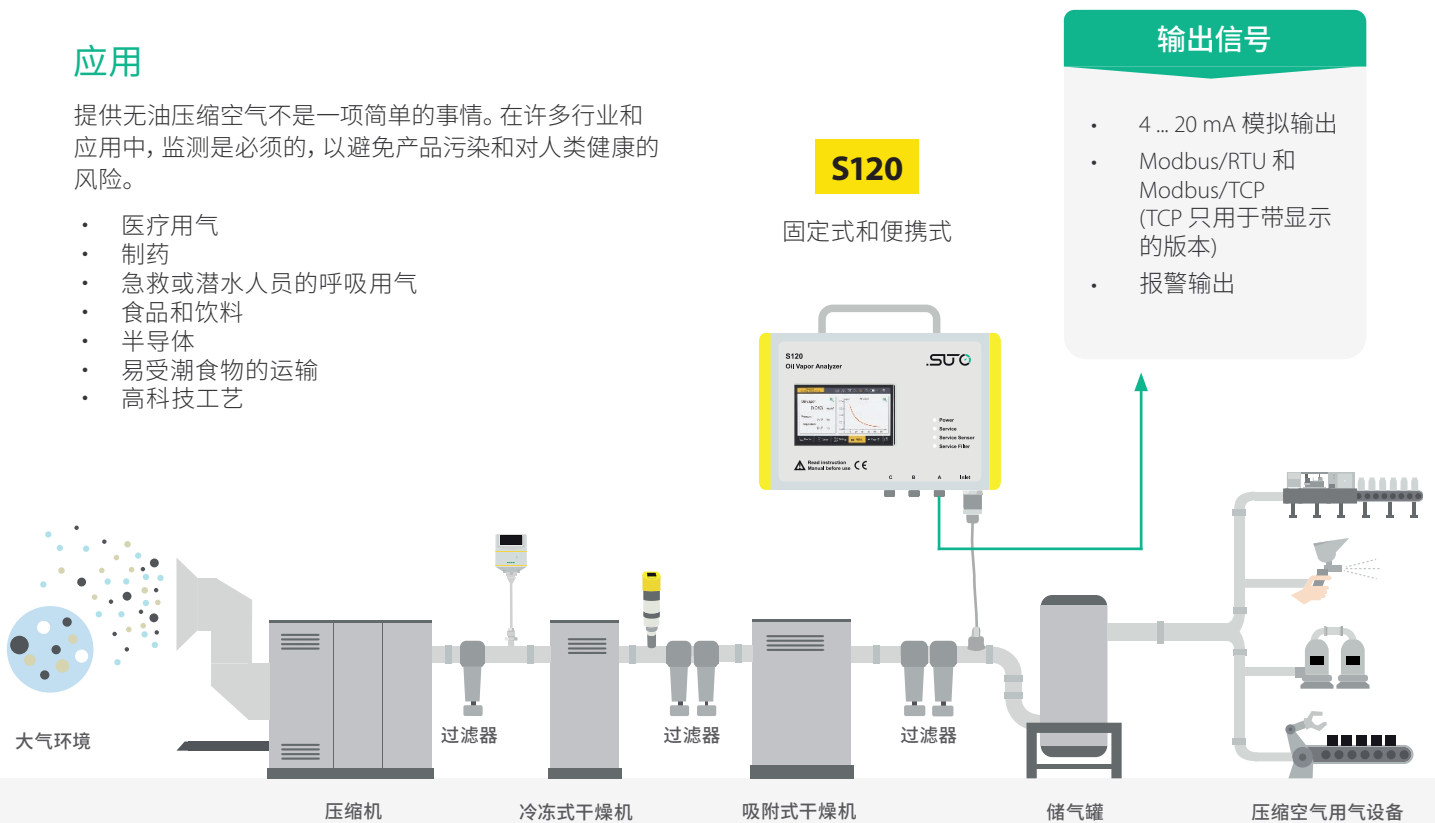 应用
提供无油压缩空气不是一项简单的事情。在许多行业和
应用中，监测是必须的，以避免产品污染和对人类健康的
风险。
• 医疗用气
• 制药
• 急救或潜水人员的呼吸用气
• 食品和饮料
• 半导体
• 易受潮食物的运输
• 高科技工艺
S120
固定式和便携式
输出信号
• 4 ... 20 mA 模拟输出
• Modbus/RTU 和
Modbus/TCP
(TCP 只用于带显示
的版本)
• 报警输出
S120
Oil Vapor Analyzer
.SUTO
Power
Service
Service Sensor
Service Filter
Read instruction
Manual before use
CE
C B A Inlet
大气环境
过滤器
过滤器
过滤器
压缩机
冷冻式干燥机
吸附式干燥机
储气罐
压缩空气用气设备